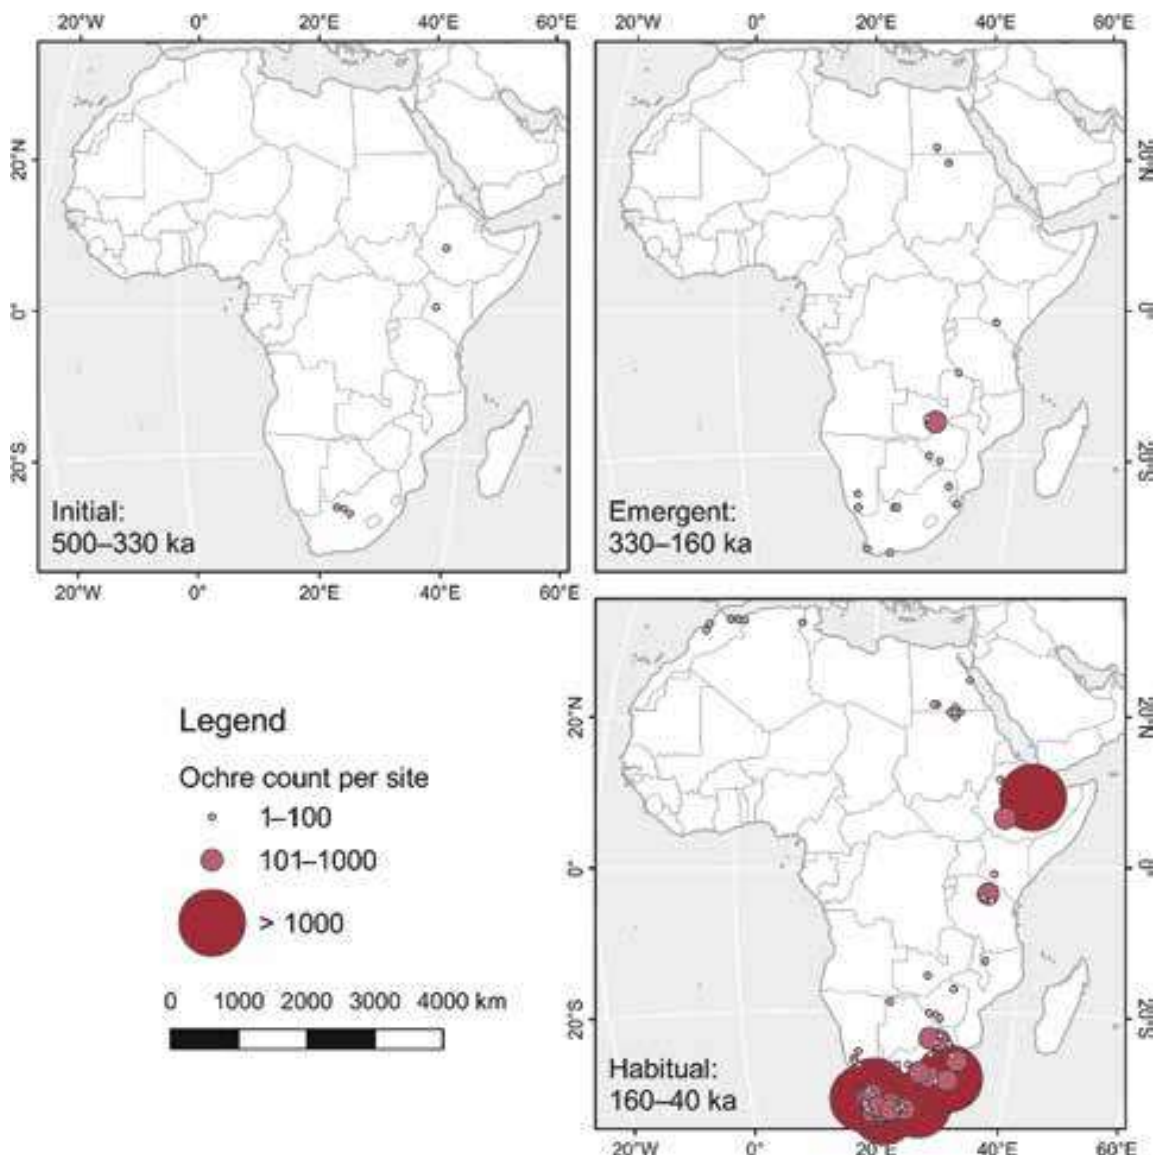 20°W 0° 20°E 40°E 60°E
20°N
0°
20°S
Initial:
500–330 ka
20°W 0° 20°E 40°E 60°E
20°W 0° 20°E 40°E 60°E
20°N
0°
20°S
Emergent:
330–160 ka
20°N
0°
20°S
Habitual:
160–40 ka
20°N
0°
20°S
20°W 0° 20°E 40°E 60°E
Legend
Ochre count per site
1–100
101–1000
> 1000
0 1000 2000 3000 4000 km